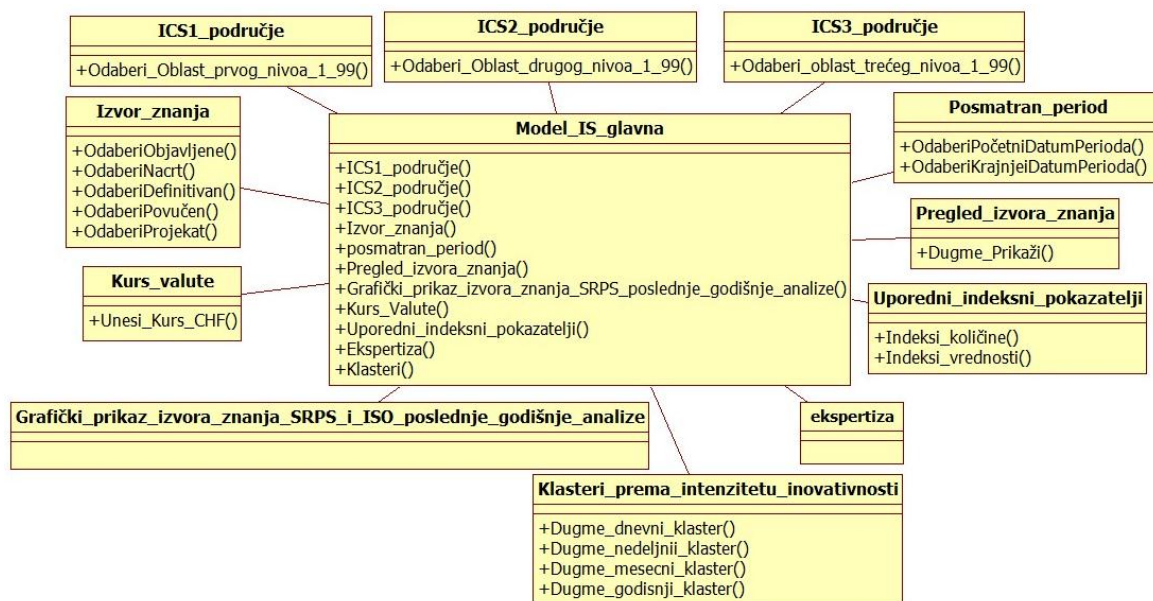 ICS1_područje
+Odaberi_Oblast_prvog_nivoa_1_99()
ICS2_područje
+Odaberi_Oblast_drugog_nivoa_1_99()
ICS3_područje
+Odaberi_oblast_trećeg_nivoa_1_99()
Izvor_znanja
+OdaberiObjavljene()
+OdaberiNacrt()
+OdaberiDefinitivan()
+OdaberiPovučen()
+OdaberiProjekat()
Model_IS_glavna
+ICS1_područje()
+ICS2_područje()
+ICS3_područje()
+Izvor_znanja()
+posmatran_period()
+Pregled_izvora_znanja()
+Grafički_prikaz_izvora_znanja_SRPS_poslednje_godišnje_analize()
+Kurs_Valute()
+Uporedni_indeksni_pokazatelji()
+Ekspertiza()
+Klasteri()
Posmatran_period
+OdaberiPočetniDatumPerioda()
+OdaberiKrajnjeiDatumPerioda()
Pregled_izvora_znanja
+Dugme_Prikaži()
Kurs_valute
+Unesi_Kurs_CHF()
Uporedni_indeksni_pokazatelji
+Indeksi_količine()
+Indeksi_vrednosti()
Grafički_prikaz_izvora_znanja_SRPS_i_ISO_poslednje_godišnje_analize
ekspertiza
Klasteri_prema_intenzitetu_inovativnosti
+Dugme_dnevni_klaster()
+Dugme_nedeljnii_klaster()
+Dugme_mesecni_klaster()
+Dugme_godisnji_klaster()